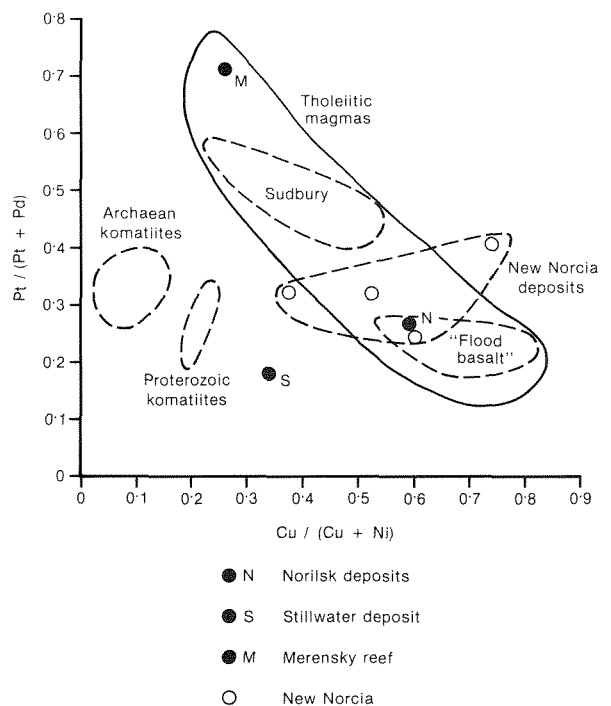 0·8
0·7
0·6
0·5
0·4
0·3
0·2
0·1
0
Pt / (Pt + Pd)
M
Tholeiitic
magmas
Sudbury
Archaean
komatiites
New Norcia
deposits
N
"Flood
basalt"
Proterozoic
komatiites
S
0 0·1 0·2 0·3 0·4 0·5 0·6 0·7 0·8 0·9
Cu / (Cu + Ni)
N Norilsk deposits
S Stillwater deposit
M Merensky reef
New Norcia